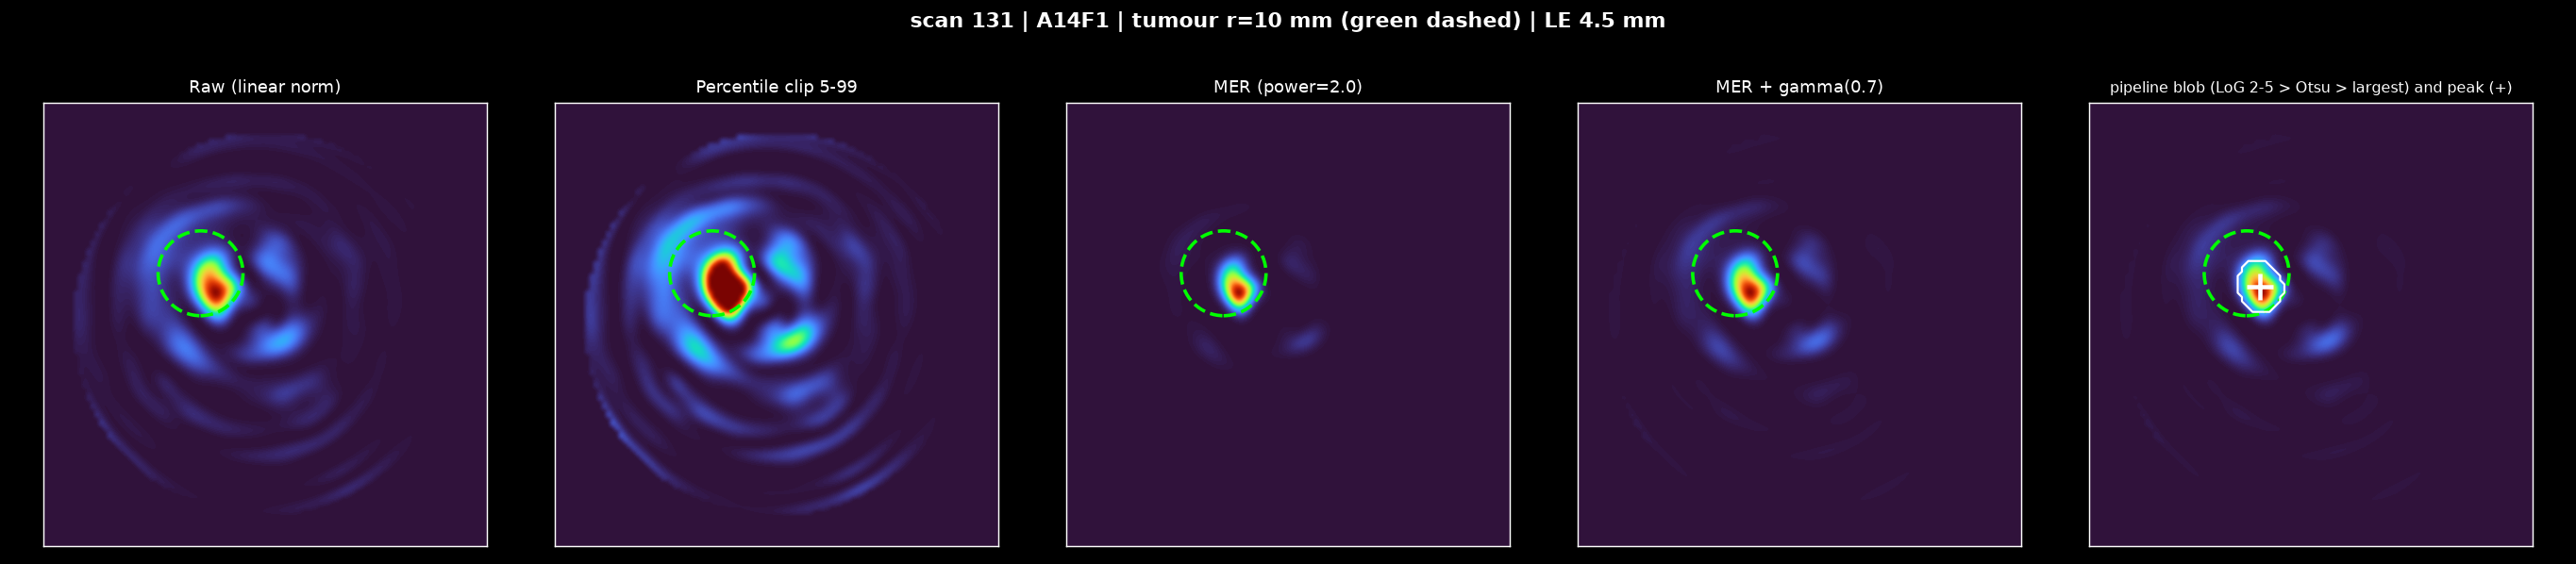 scan 131 | A14F1 | tumour r=10 mm (green dashed) | LE 4.5 mm
Raw (linear norm)
Percentile clip 5-99
MER (power=2.0)
MER + gamma(0.7)
pipeline blob (LoG 2-5 > Otsu > largest) and peak (+)